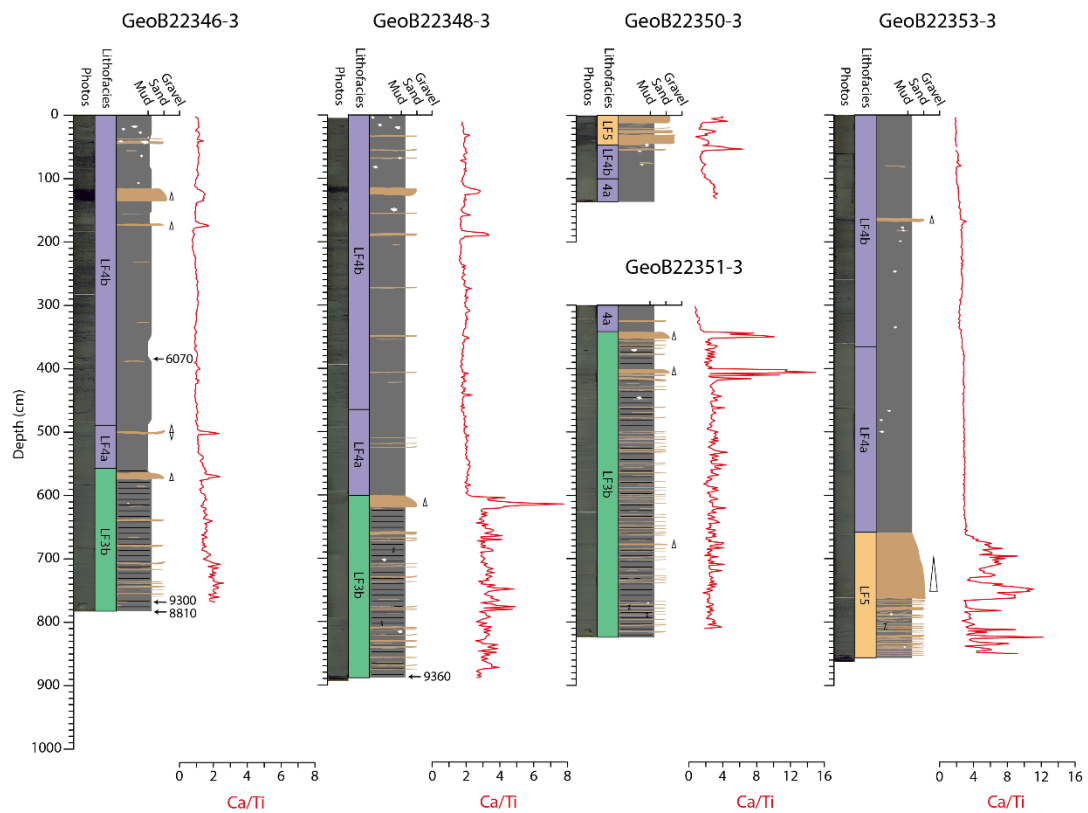 GeoB22346-3
GeoB22348-3
GeoB22350-3
GeoB22353-3
Photos
Lithofacies
Mud
Sand
Gravel
Photos
Lithofacies
Mud
Sand
Gravel
Photos
Lithofacies
Mud
Sand
Gravel
Photos
Lithofacies
Mud
Sand
Gravel
Depth (cm)
0
100
200
300
400
500
600
700
800
900
1000
LF4b
LF4a
LF3b
6070
9300
8810
LF4b
LF4a
LF3b
9360
LF5
LF4b
4a
GeoB22351-3
4a
LF3b
LF4b
LF4a
LF5
0 2 4 6 8
Ca/Ti
0 2 4 6 8
Ca/Ti
0 4 8 12 16
Ca/Ti
0 4 8 12 16
Ca/Ti